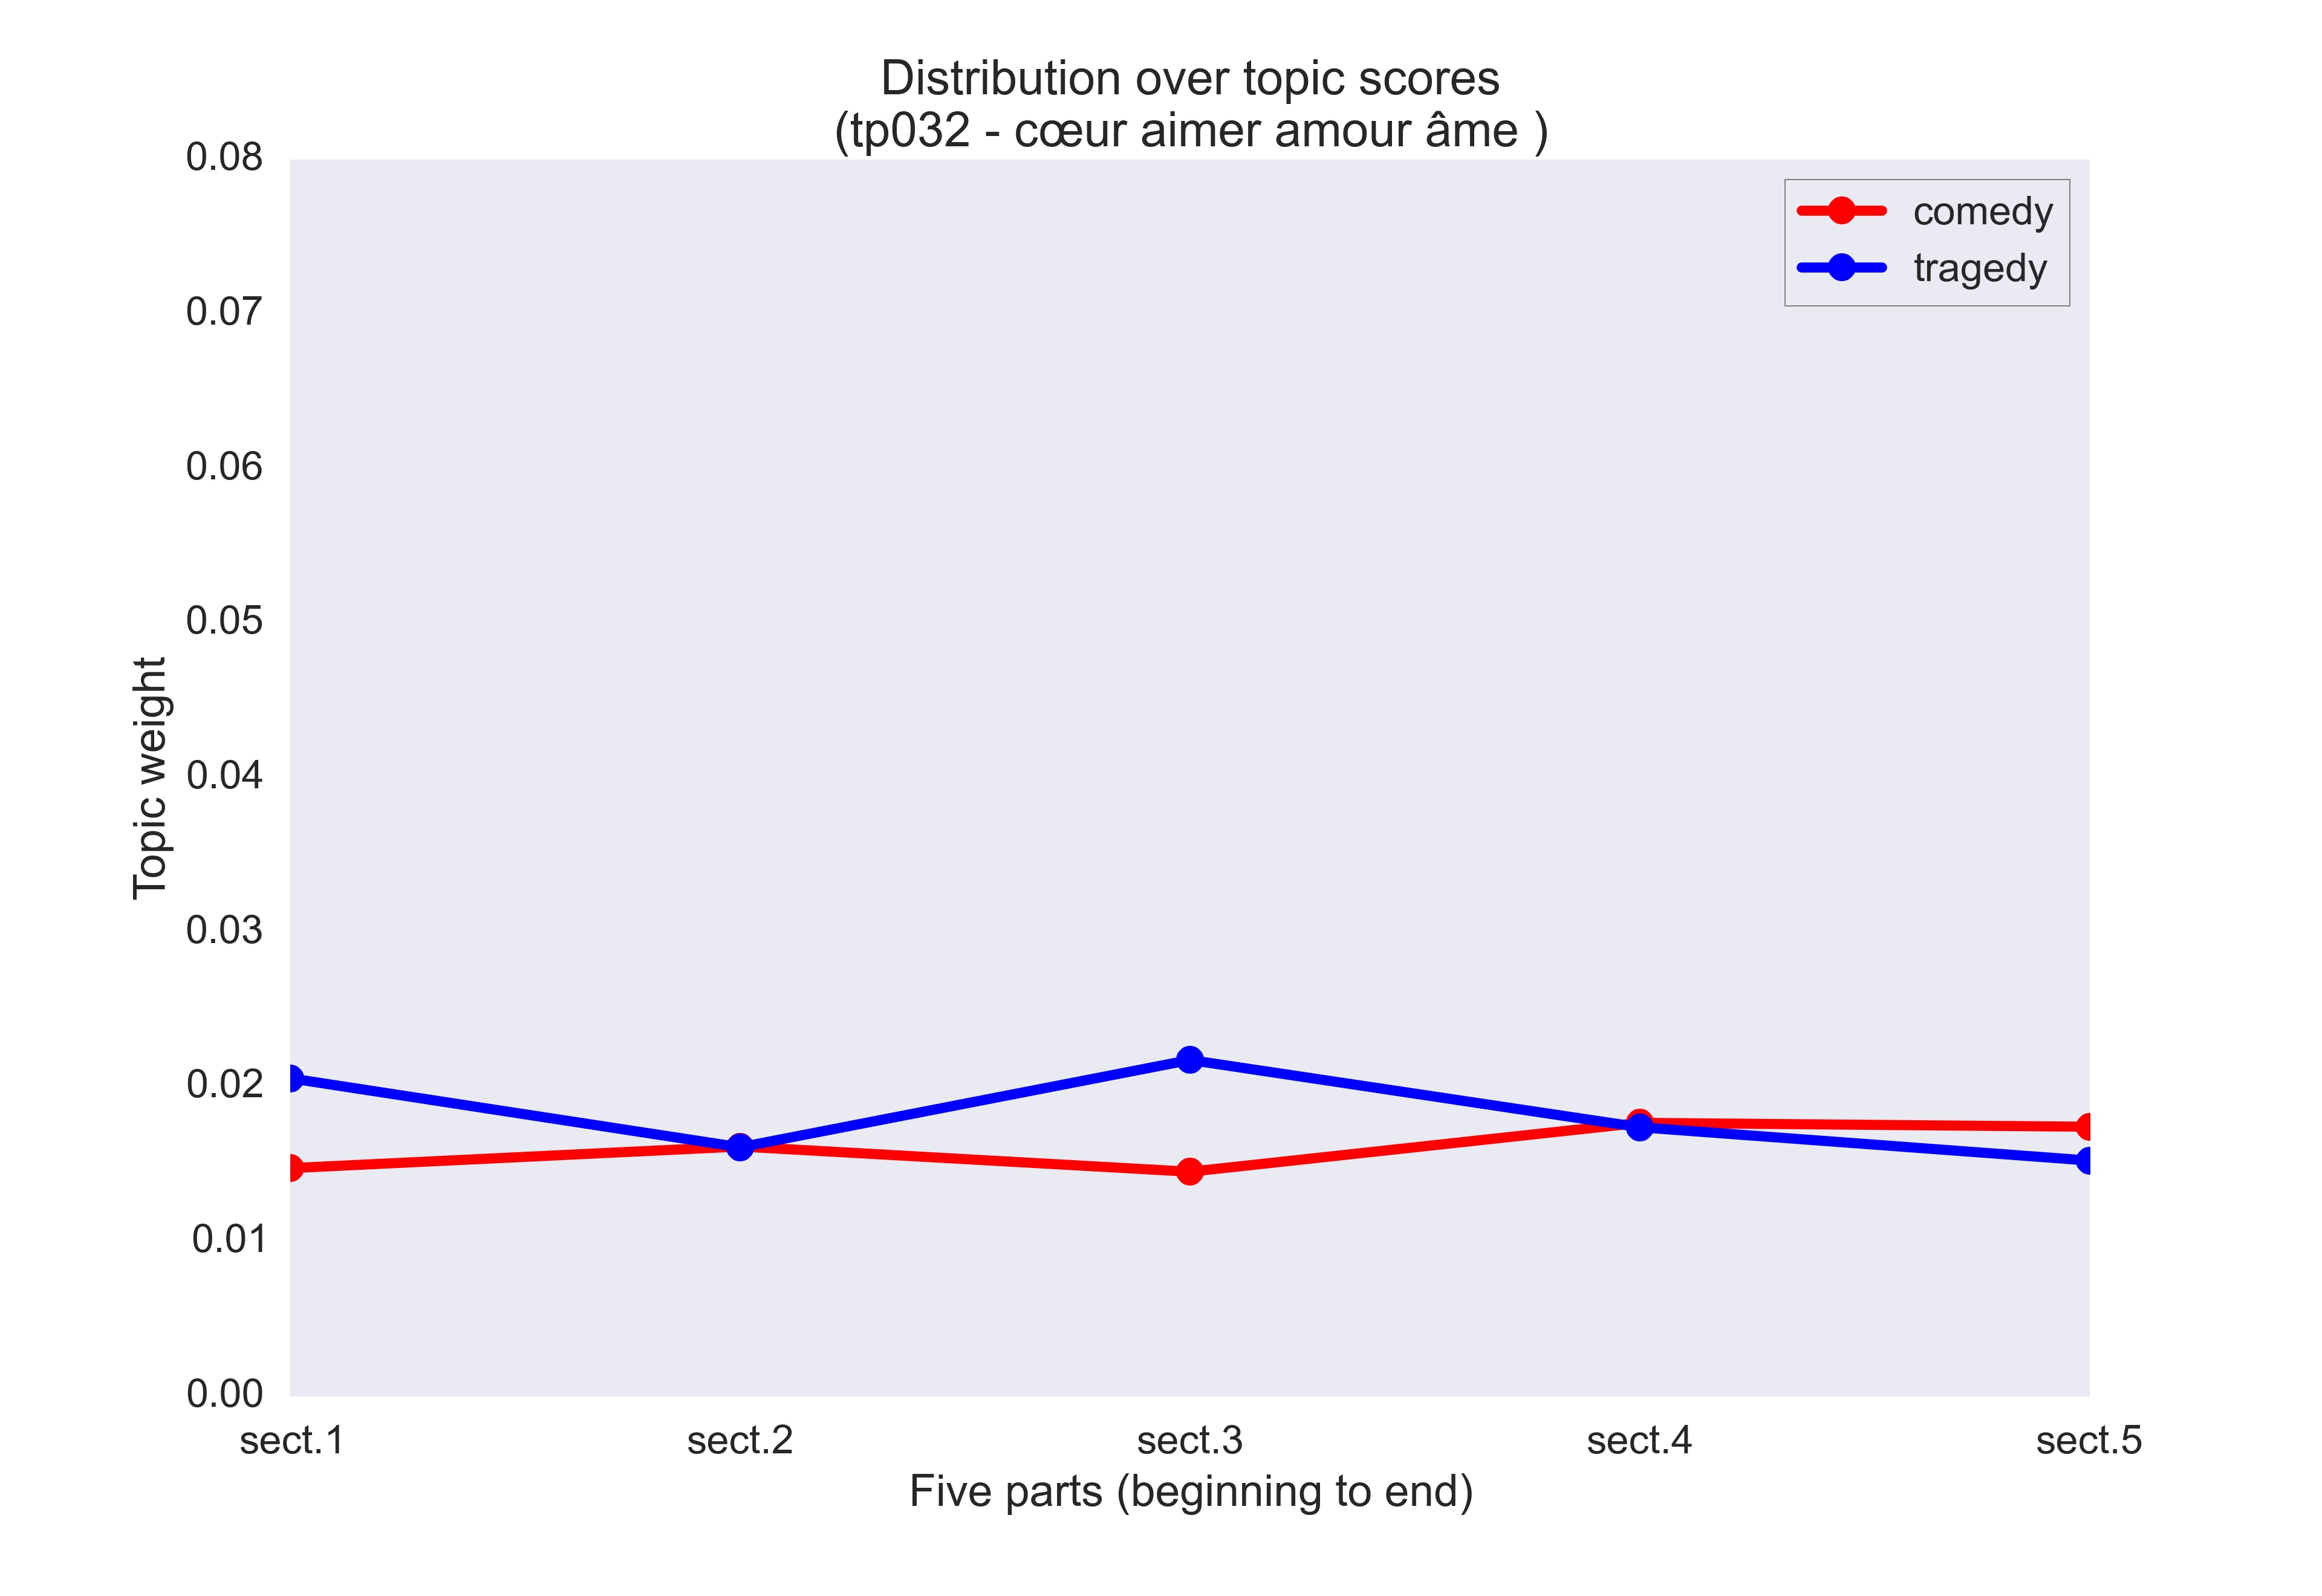 Distribution over topic scores
(tp032 - cœur aimer amour âme )
0.08
0.07
0.06
0.05
0.04
0.03
0.02
0.01
0.00
Topic weight
comedy
tragedy
sect.1
sect.2
sect.3
sect.4
sect.5
Five parts (beginning to end)